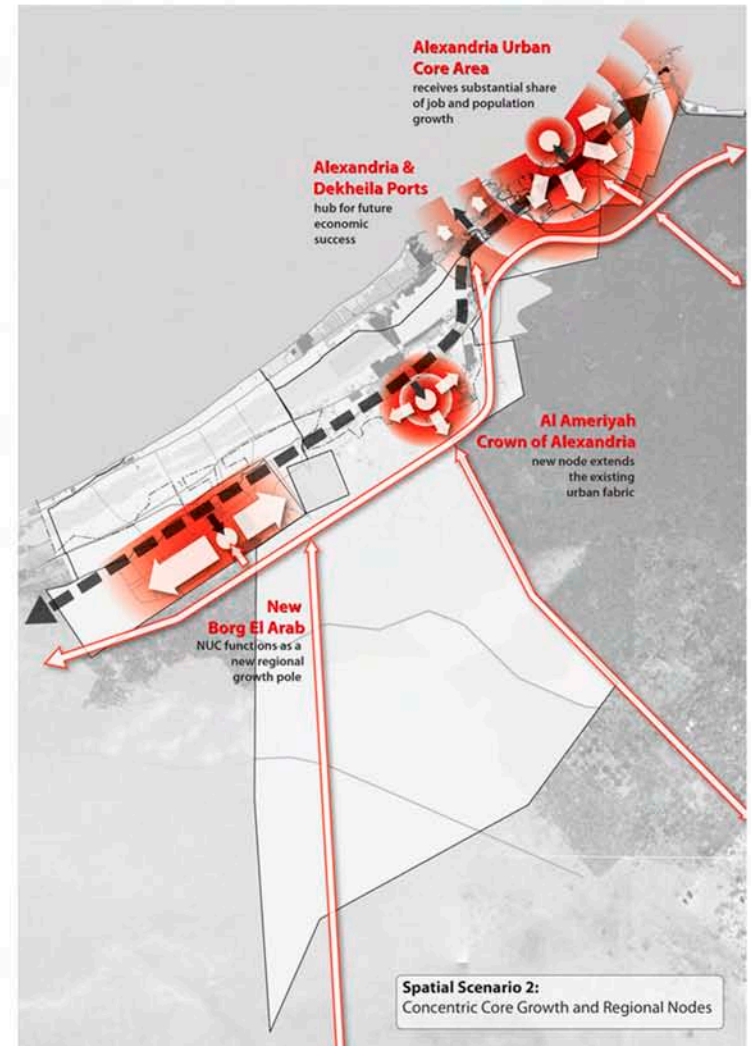 Alexandria Urban
Core Area
receives substantial share
of job and population
growth
Alexandria &
Dekheila Ports
hub for future
economic
success
Al Ameriyah
Crown of Alexandria
new node extends
the existing
urban fabric
New
Borg El Arab
NUC functions as a
new regional
growth pole
Spatial Scenario 2:
Concentric Core Growth and Regional Nodes